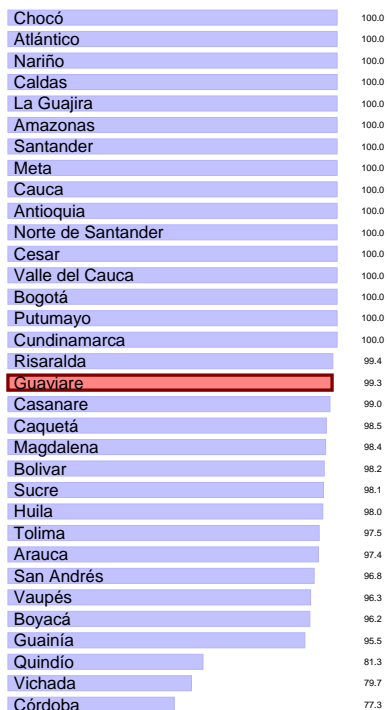 Chocó 100.0
Atlántico 100.0
Nariño 100.0
Caldas 100.0
La Guajira 100.0
Amazonas 100.0
Santander 100.0
Meta 100.0
Cauca 100.0
Antioquia 100.0
Norte de Santander 100.0
Cesar 100.0
Valle del Cauca 100.0
Bogotá 100.0
Putumayo 100.0
Cundinamarca 100.0
Risaralda 99.4
Guaviare 99.3
Casanare 99.0
Caquetá 98.5
Magdalena 98.4
Bolivar 98.2
Sucre 98.1
Huila 98.0
Tolima 97.5
Arauca 97.4
San Andrés 96.8
Vaupés 96.3
Boyacá 96.2
Guainía 95.5
Quindío 81.3
Vichada 79.7
Córdoba 77.3